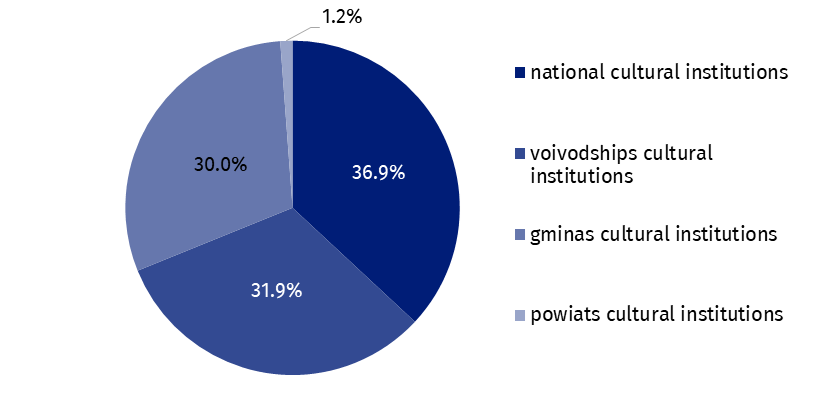 1.2%
national cultural institutions
voivodships cultural
institutions
30.0%
36.9%
gminas cultural institutions
31.9%
powiats cultural institutions